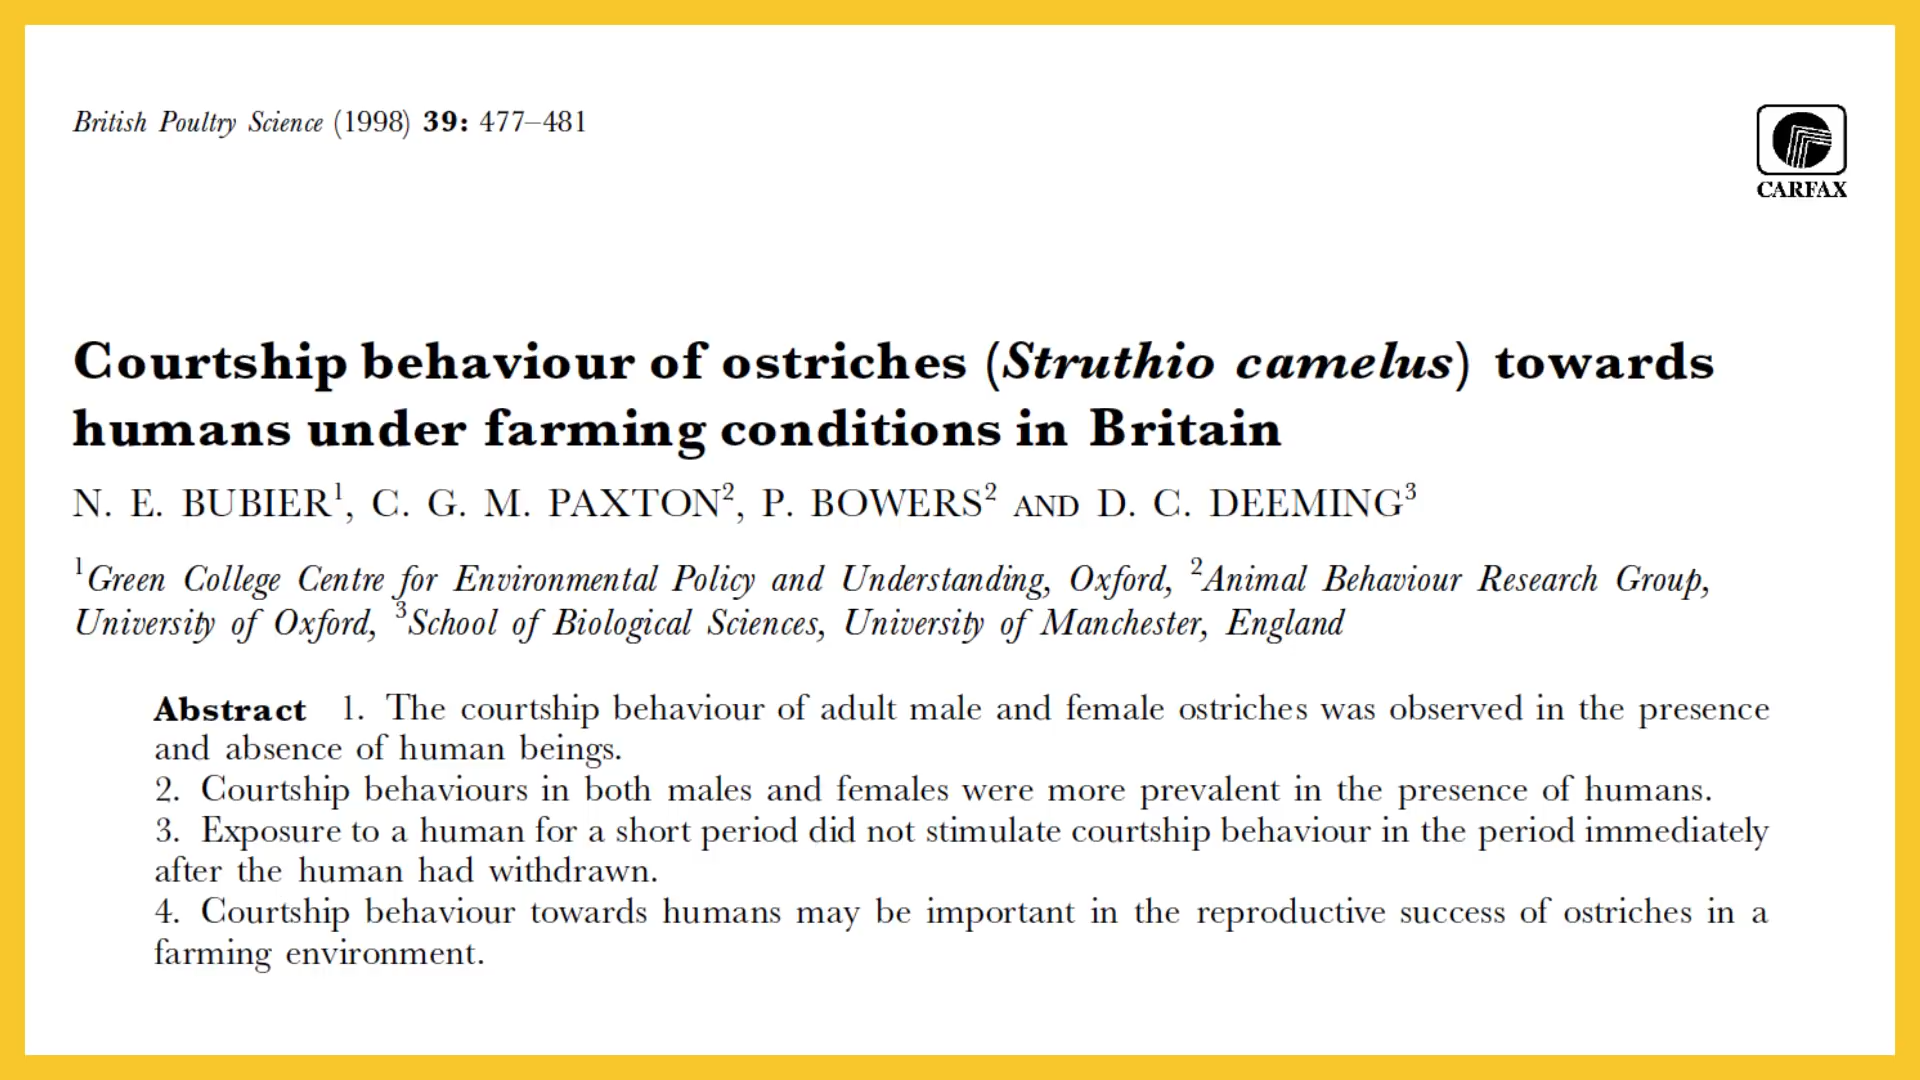 British Poultry Science (1998) 39: 477–481
CARFAX
Courtship behaviour of ostriches (Struthio camelus) towards
humans under farming conditions in Britain
N. E. BUBIER1, C. G. M. PAXTON2, P. BOWERS2 AND D. C. DEEMING3
1Green College Centre for Environmental Policy and Understanding, Oxford, 2Animal Behaviour Research Group,
University of Oxford, 3School of Biological Sciences, University of Manchester, England
Abstract 1. The courtship behaviour of adult male and female ostriches was observed in the presence
and absence of human beings.
2. Courtship behaviours in both males and females were more prevalent in the presence of humans.
3. Exposure to a human for a short period did not stimulate courtship behaviour in the period immediately
after the human had withdrawn.
4. Courtship behaviour towards humans may be important in the reproductive success of ostriches in a
farming environment.